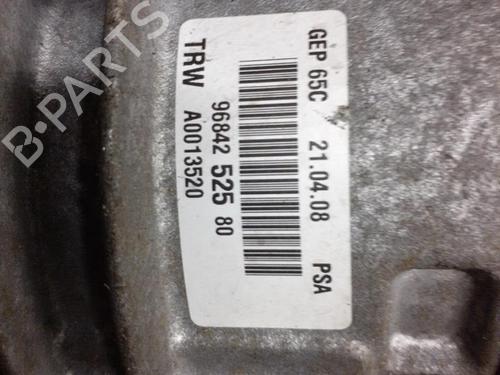 GEP 65C 21.04.08 PSA
96842 525 80
TRW A0013520
B-PARTS